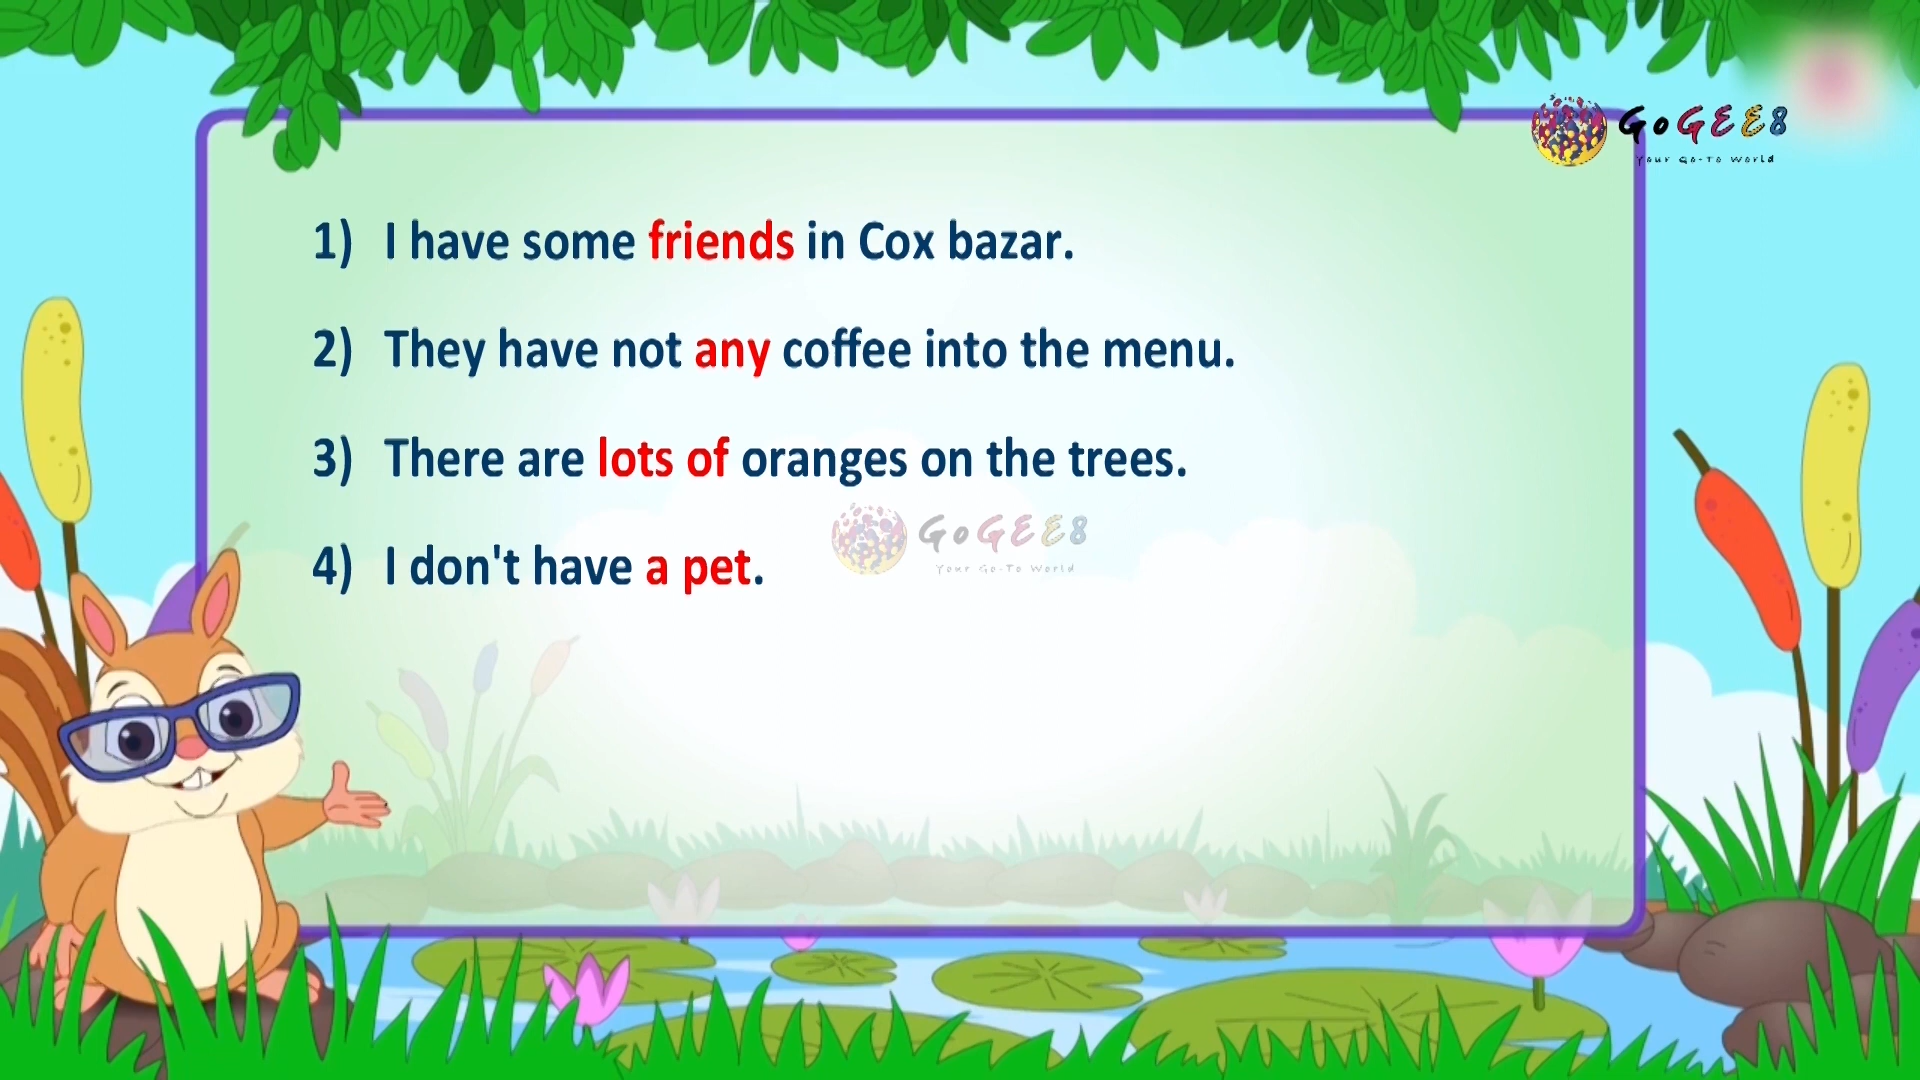 GoGEE8
Your Go-To World
1) I have some friends in Cox bazar.
2) They have not any coffee into the menu.
3) There are lots of oranges on the trees.
GoGEE8
Your Go-To World
4) I don't have a pet.